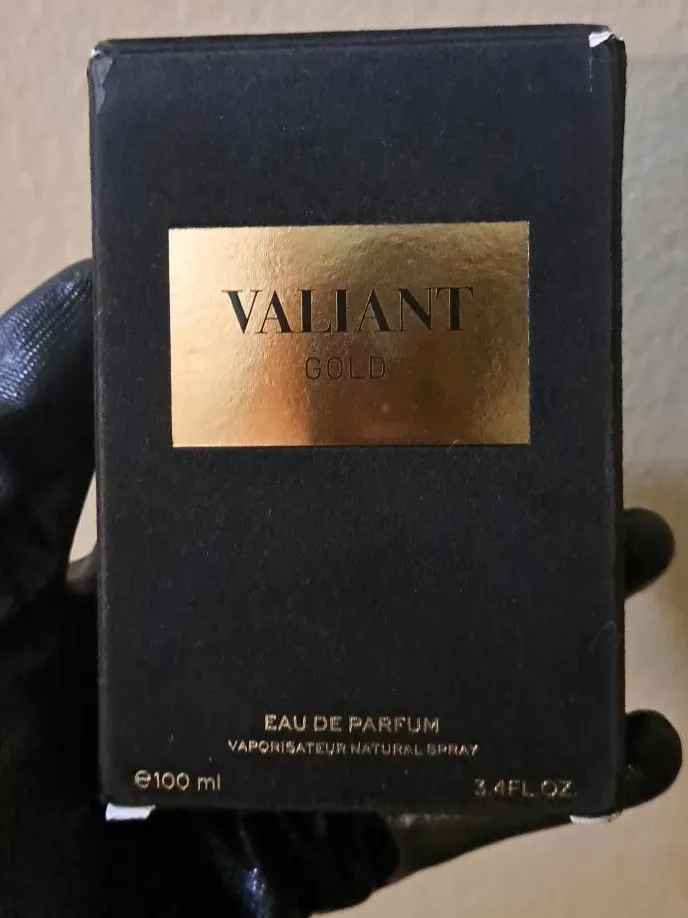 VALIANT
GOLD
EAU DE PARFUM
VAPORISATEUR NATURAL SPRAY
℮100 ml
3.4FL.OZ.